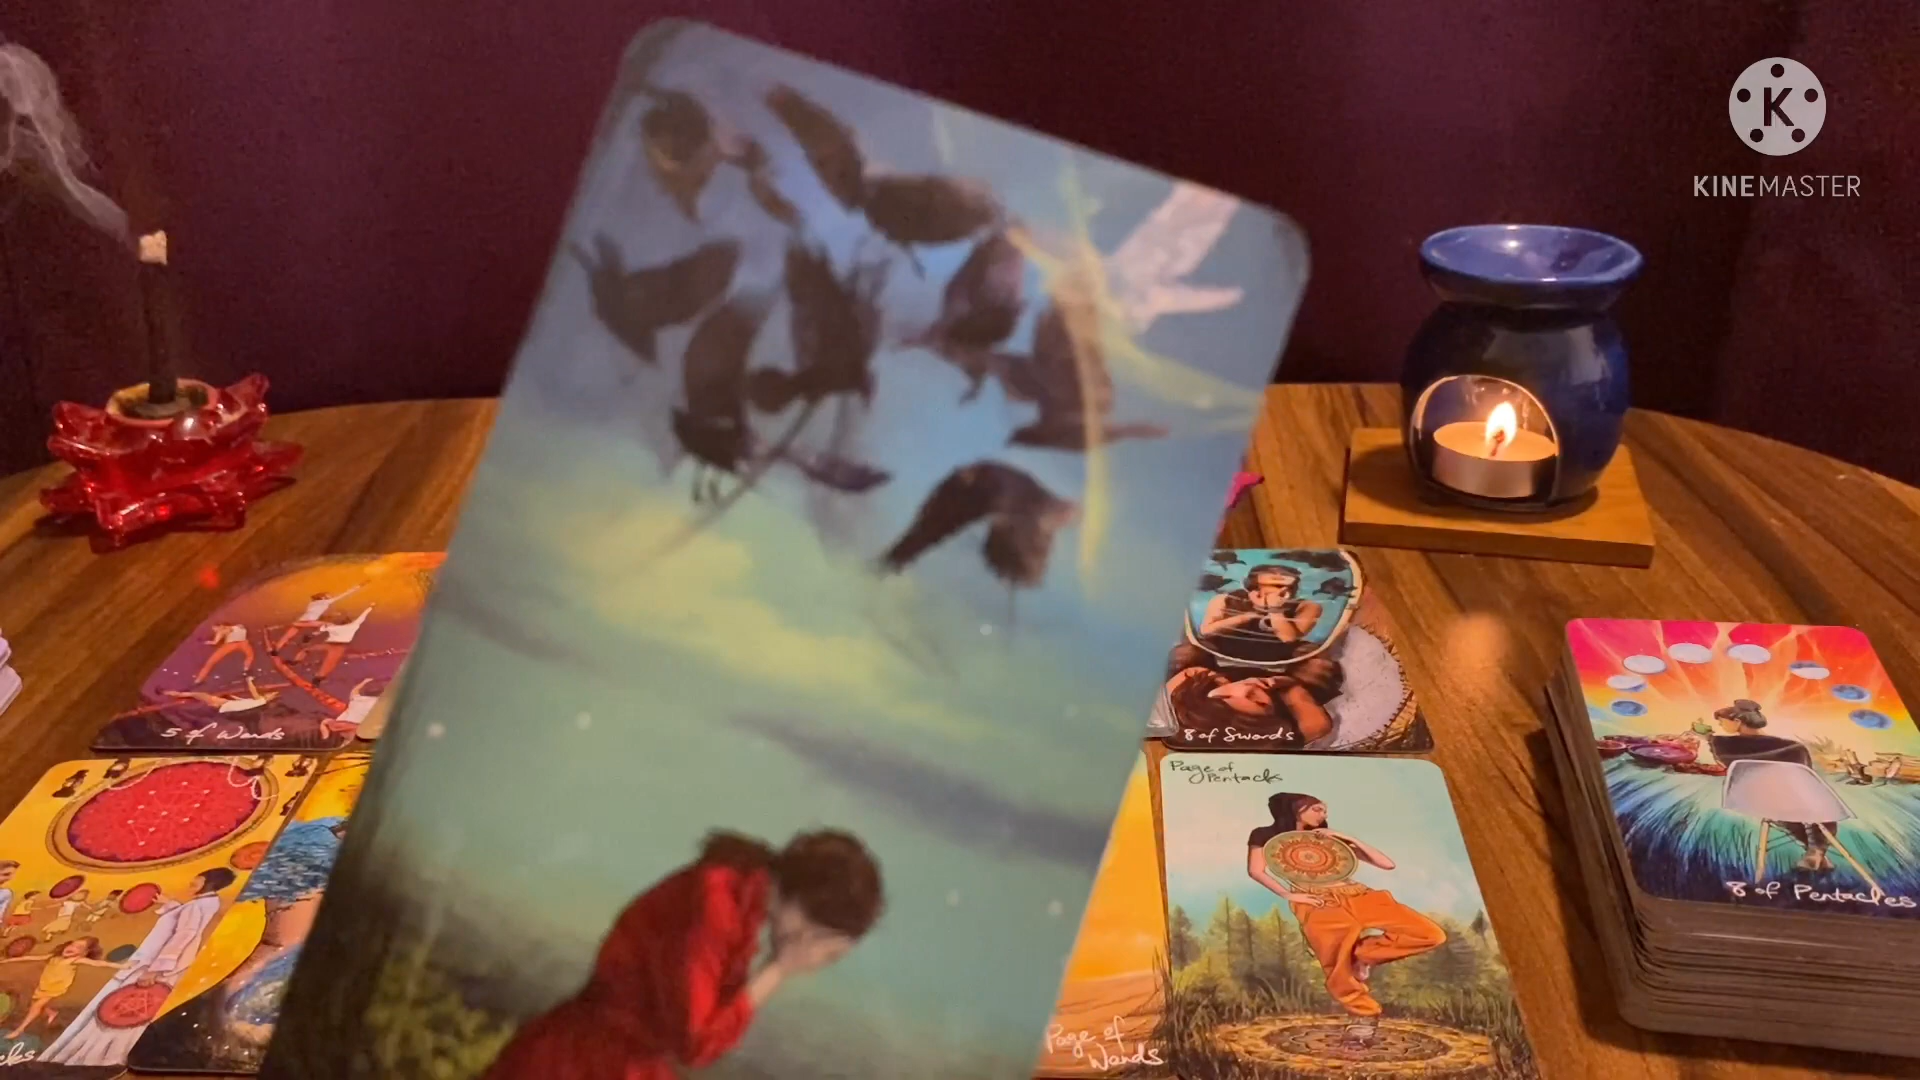 K
KINEMASTER
5 of Wands
8 of Swords
Page of
Pentacles
8 of Pentacles
Page of
Wands